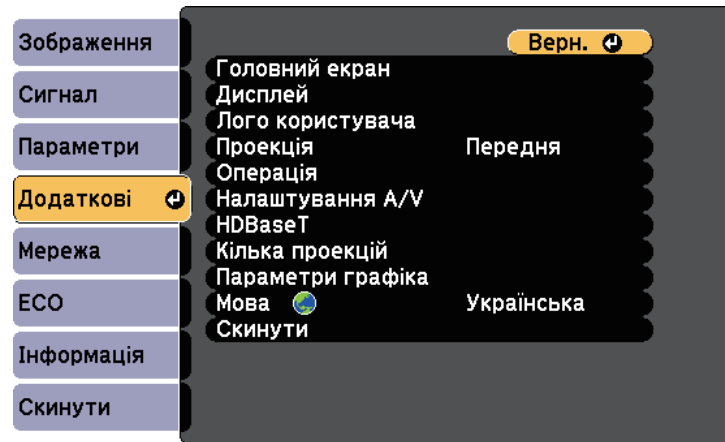 Зображення
Сигнал
Параметри
Додаткові
Мережа
ECO
Інформація
Скинути
Верн.
Головний екран
Дисплей
Лого користувача
Проекція Передня
Операція
Налаштування A/V
HDBaseT
Кілька проекцій
Параметри графіка
Мова Українська
Скинути